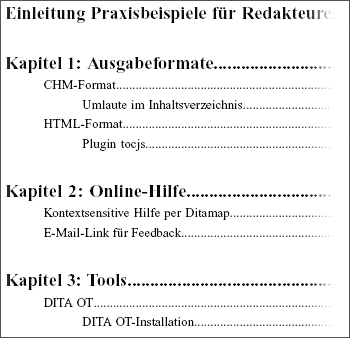 Einleitung Praxisbeispiele für Redakteure...
Kapitel 1: Ausgabeformate..............................
CHM-Format.......................................................
Umlaute im Inhaltsverzeichnis.........................
HTML-Format.....................................................
Plugin tocjs..................................................
Kapitel 2: Online-Hilfe...................................
Kontextsensitive Hilfe per Ditamap...........................
E-Mail-Link für Feedback.......................................
Kapitel 3: Tools..............................................
DITA OT............................................................
DITA OT-Installation.....................................